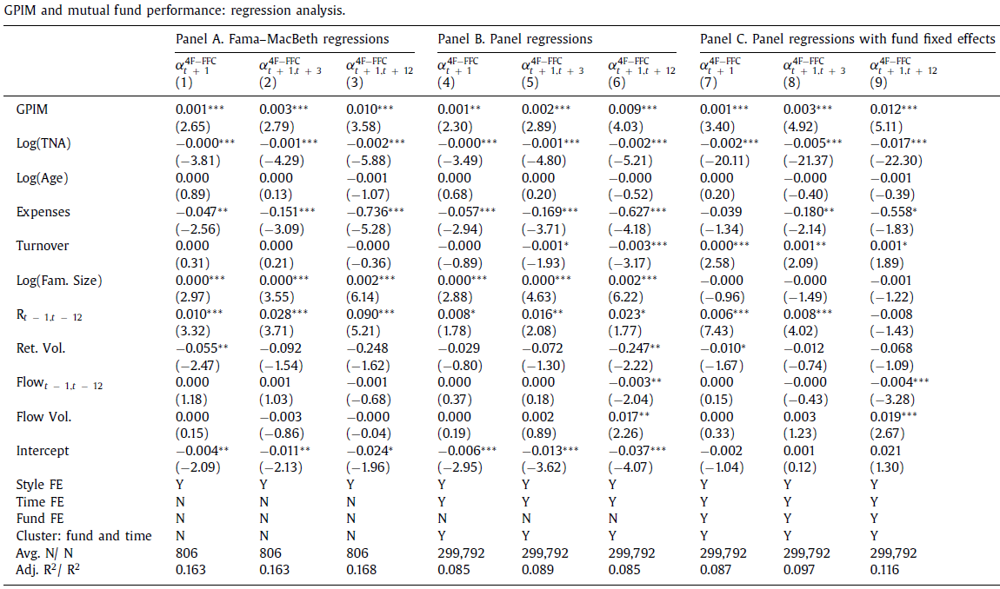 GPIM and mutual fund performance: regression analysis.
Panel A. Fama–MacBeth regressions Panel B. Panel regressions Panel C. Panel regressions with fund fixed effects
α4F−FFC t + 1 α4F−FFC t + 1,t + 3 α4F−FFC t + 1,t + 12 α4F−FFC t + 1 α4F−FFC t + 1,t + 3 α4F−FFC t + 1,t + 12 α4F−FFC t + 1 α4F−FFC t + 1,t + 3 α4F−FFC t + 1,t + 12
(1) (2) (3) (4) (5) (6) (7) (8) (9)
GPIM 0.001*** 0.003*** 0.010*** 0.001** 0.002*** 0.009*** 0.001*** 0.003*** 0.012***
(2.65) (2.79) (3.58) (2.30) (2.89) (4.03) (3.40) (4.92) (5.11)
Log(TNA) −0.000*** −0.001*** −0.002*** −0.000*** −0.001*** −0.002*** −0.002*** −0.005*** −0.017***
(−3.81) (−4.29) (−5.88) (−3.49) (−4.80) (−5.21) (−20.11) (−21.37) (−22.30)
Log(Age) 0.000 0.000 −0.001 0.000 0.000 −0.000 0.000 −0.000 −0.001
(0.89) (0.13) (−1.07) (0.68) (0.20) (−0.52) (0.20) (−0.40) (−0.39)
Expenses −0.047** −0.151*** −0.736*** −0.057*** −0.169*** −0.627*** −0.039 −0.180** −0.558*
(−2.56) (−3.09) (−5.28) (−2.94) (−3.71) (−4.18) (−1.34) (−2.14) (−1.83)
Turnover 0.000 0.000 −0.000 −0.000 −0.001* −0.003*** 0.000*** 0.001** 0.001*
(0.31) (0.21) (−0.36) (−0.89) (−1.93) (−3.17) (2.58) (2.09) (1.89)
Log(Fam. Size) 0.000*** 0.000*** 0.002*** 0.000*** 0.000*** 0.002*** −0.000 −0.000 −0.001
(2.97) (3.55) (6.14) (2.88) (4.63) (6.22) (−0.96) (−1.49) (−1.22)
Rt − 1,t − 12 0.010*** 0.028*** 0.090*** 0.008* 0.016** 0.023* 0.006*** 0.008*** −0.008
(3.32) (3.71) (5.21) (1.78) (2.08) (1.77) (7.43) (4.02) (−1.43)
Ret. Vol. −0.055** −0.092 −0.248 −0.029 −0.072 −0.247** −0.010* −0.012 −0.068
(−2.47) (−1.54) (−1.62) (−0.80) (−1.30) (−2.22) (−1.67) (−0.74) (−1.09)
Flowt − 1,t − 12 0.000 0.001 −0.001 0.000 0.000 −0.003** 0.000 −0.000 −0.004***
(1.18) (1.03) (−0.68) (0.37) (0.18) (−2.04) (0.15) (−0.43) (−3.28)
Flow Vol. 0.000 −0.003 −0.000 0.000 0.002 0.017** 0.000 0.003 0.019***
(0.15) (−0.86) (−0.04) (0.19) (0.89) (2.26) (0.33) (1.23) (2.67)
Intercept −0.004** −0.011** −0.024* −0.006*** −0.013*** −0.037*** −0.002 0.001 0.021
(−2.09) (−2.13) (−1.96) (−2.95) (−3.62) (−4.07) (−1.04) (0.12) (1.30)
Style FE Y Y Y Y Y Y Y Y Y
Time FE N N N Y Y Y Y Y Y
Fund FE N N N N N N Y Y Y
Cluster: fund and time N N N Y Y Y Y Y Y
Avg. N/ N 806 806 806 299,792 299,792 299,792 299,792 299,792 299,792
Adj. R2/ R2 0.163 0.163 0.168 0.085 0.089 0.085 0.087 0.097 0.116